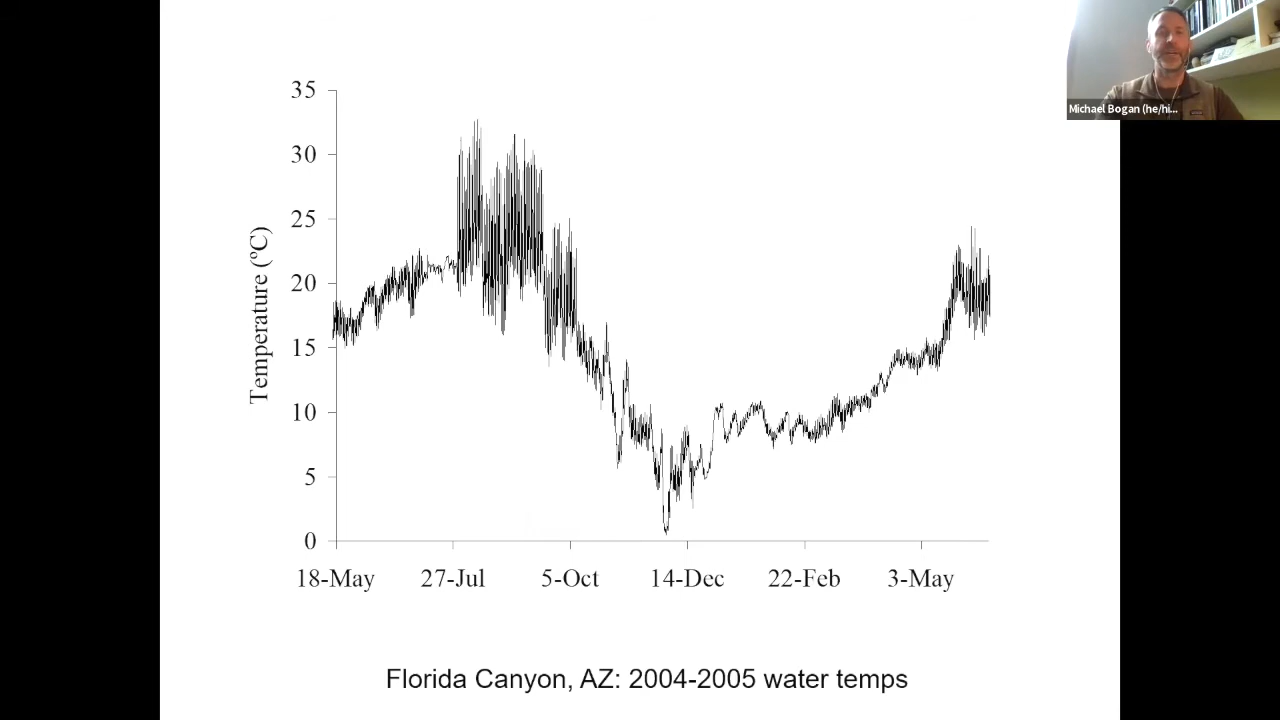 Michael Bogan (he/hi...
35
30
25
20
15
10
5
0
Temperature (ºC)
18-May 27-Jul 5-Oct 14-Dec 22-Feb 3-May
Florida Canyon, AZ: 2004-2005 water temps